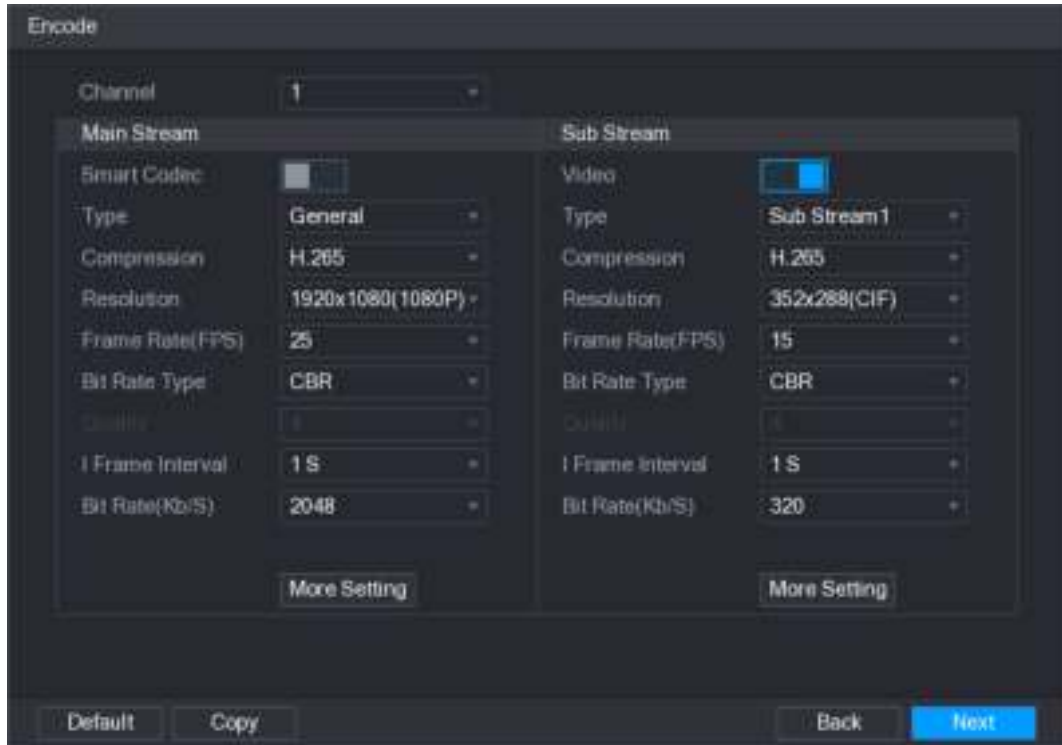 Encode
Channel 1
Main Stream Sub Stream
Smart Codec Video
Type General Type Sub Stream1
Compression H.265 Compression H.265
Resolution 1920x1080(1080P) Resolution 352x288(CIF)
Frame Rate(FPS) 25 Frame Rate(FPS) 15
Bit Rate Type CBR Bit Rate Type CBR
Quality Quality
I Frame Interval 1 S I Frame Interval 1 S
Bit Rate(Kb/S) 2048 Bit Rate(Kb/S) 320
More Setting More Setting
Default Copy Back Next